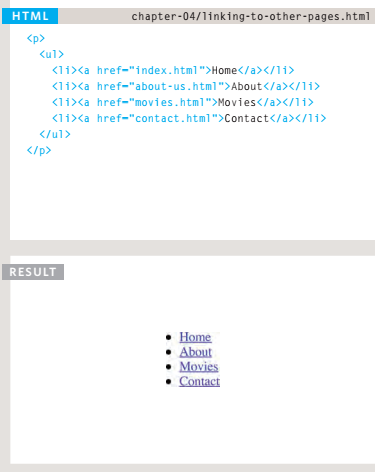 HTML chapter-04/linking-to-other-pages.html
<p>
<ul>
<li><a href="index.html">Home</a></li>
<li><a href="about-us.html">About</a></li>
<li><a href="movies.html">Movies</a></li>
<li><a href="contact.html">Contact</a></li>
</ul>
</p>
RESULT
Home
About
Movies
Contact